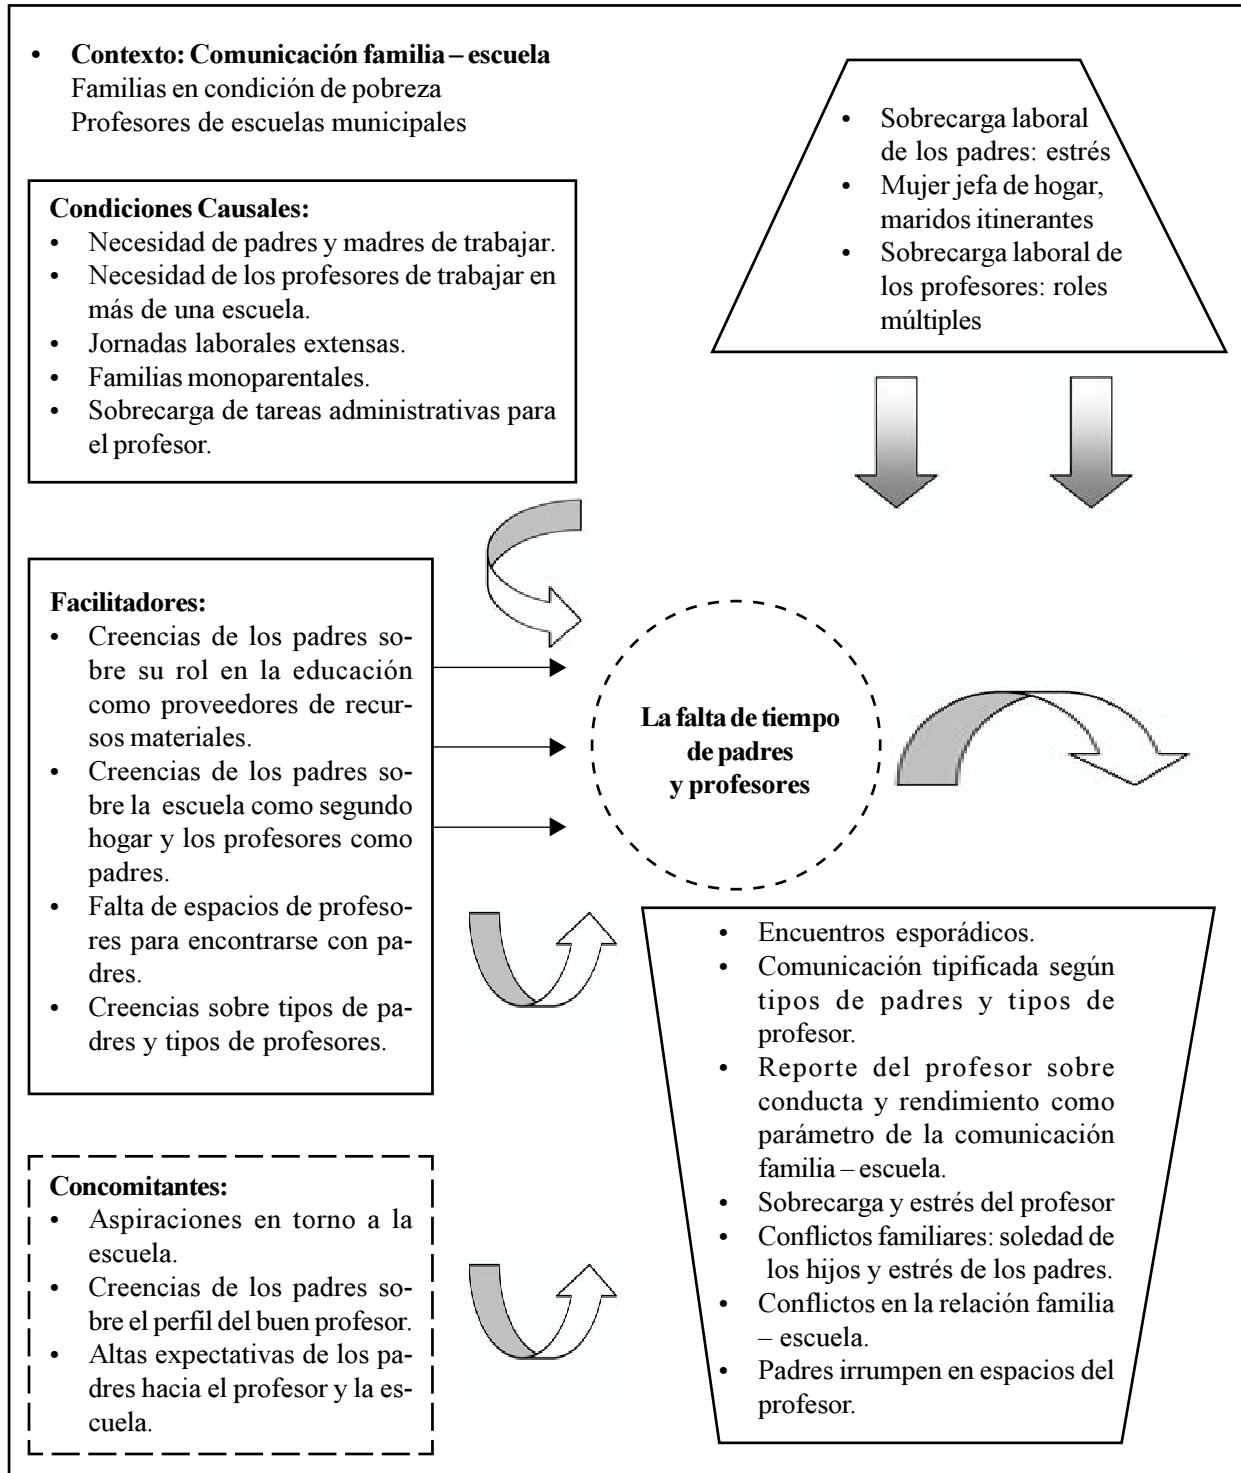 • Contexto: Comunicación familia – escuela
Familias en condición de pobreza
Profesores de escuelas municipales
Condiciones Causales:
• Necesidad de padres y madres de trabajar.
• Necesidad de los profesores de trabajar en
más de una escuela.
• Jornadas laborales extensas.
• Familias monoparentales.
• Sobrecarga de tareas administrativas para
el profesor.
• Sobrecarga laboral
de los padres: estrés
• Mujer jefa de hogar,
maridos itinerantes
• Sobrecarga laboral de
los profesores: roles
múltiples
Facilitadores:
• Creencias de los padres so-
bre su rol en la educación
como proveedores de recur-
sos materiales.
• Creencias de los padres so-
bre la escuela como segundo
hogar y los profesores como
padres.
• Falta de espacios de profeso-
res para encontrarse con pa-
dres.
• Creencias sobre tipos de pa-
dres y tipos de profesores.
La falta de tiempo
de padres
y profesores
Concomitantes:
• Aspiraciones en torno a la
escuela.
• Creencias de los padres so-
bre el perfil del buen profesor.
• Altas expectativas de los pa-
dres hacia el profesor y la es-
cuela.
• Encuentros esporádicos.
• Comunicación tipificada según
tipos de padres y tipos de
profesor.
• Reporte del profesor sobre
conducta y rendimiento como
parámetro de la comunicación
familia – escuela.
• Sobrecarga y estrés del profesor
• Conflictos familiares: soledad de
los hijos y estrés de los padres.
• Conflictos en la relación familia
– escuela.
• Padres irrumpen en espacios del
profesor.